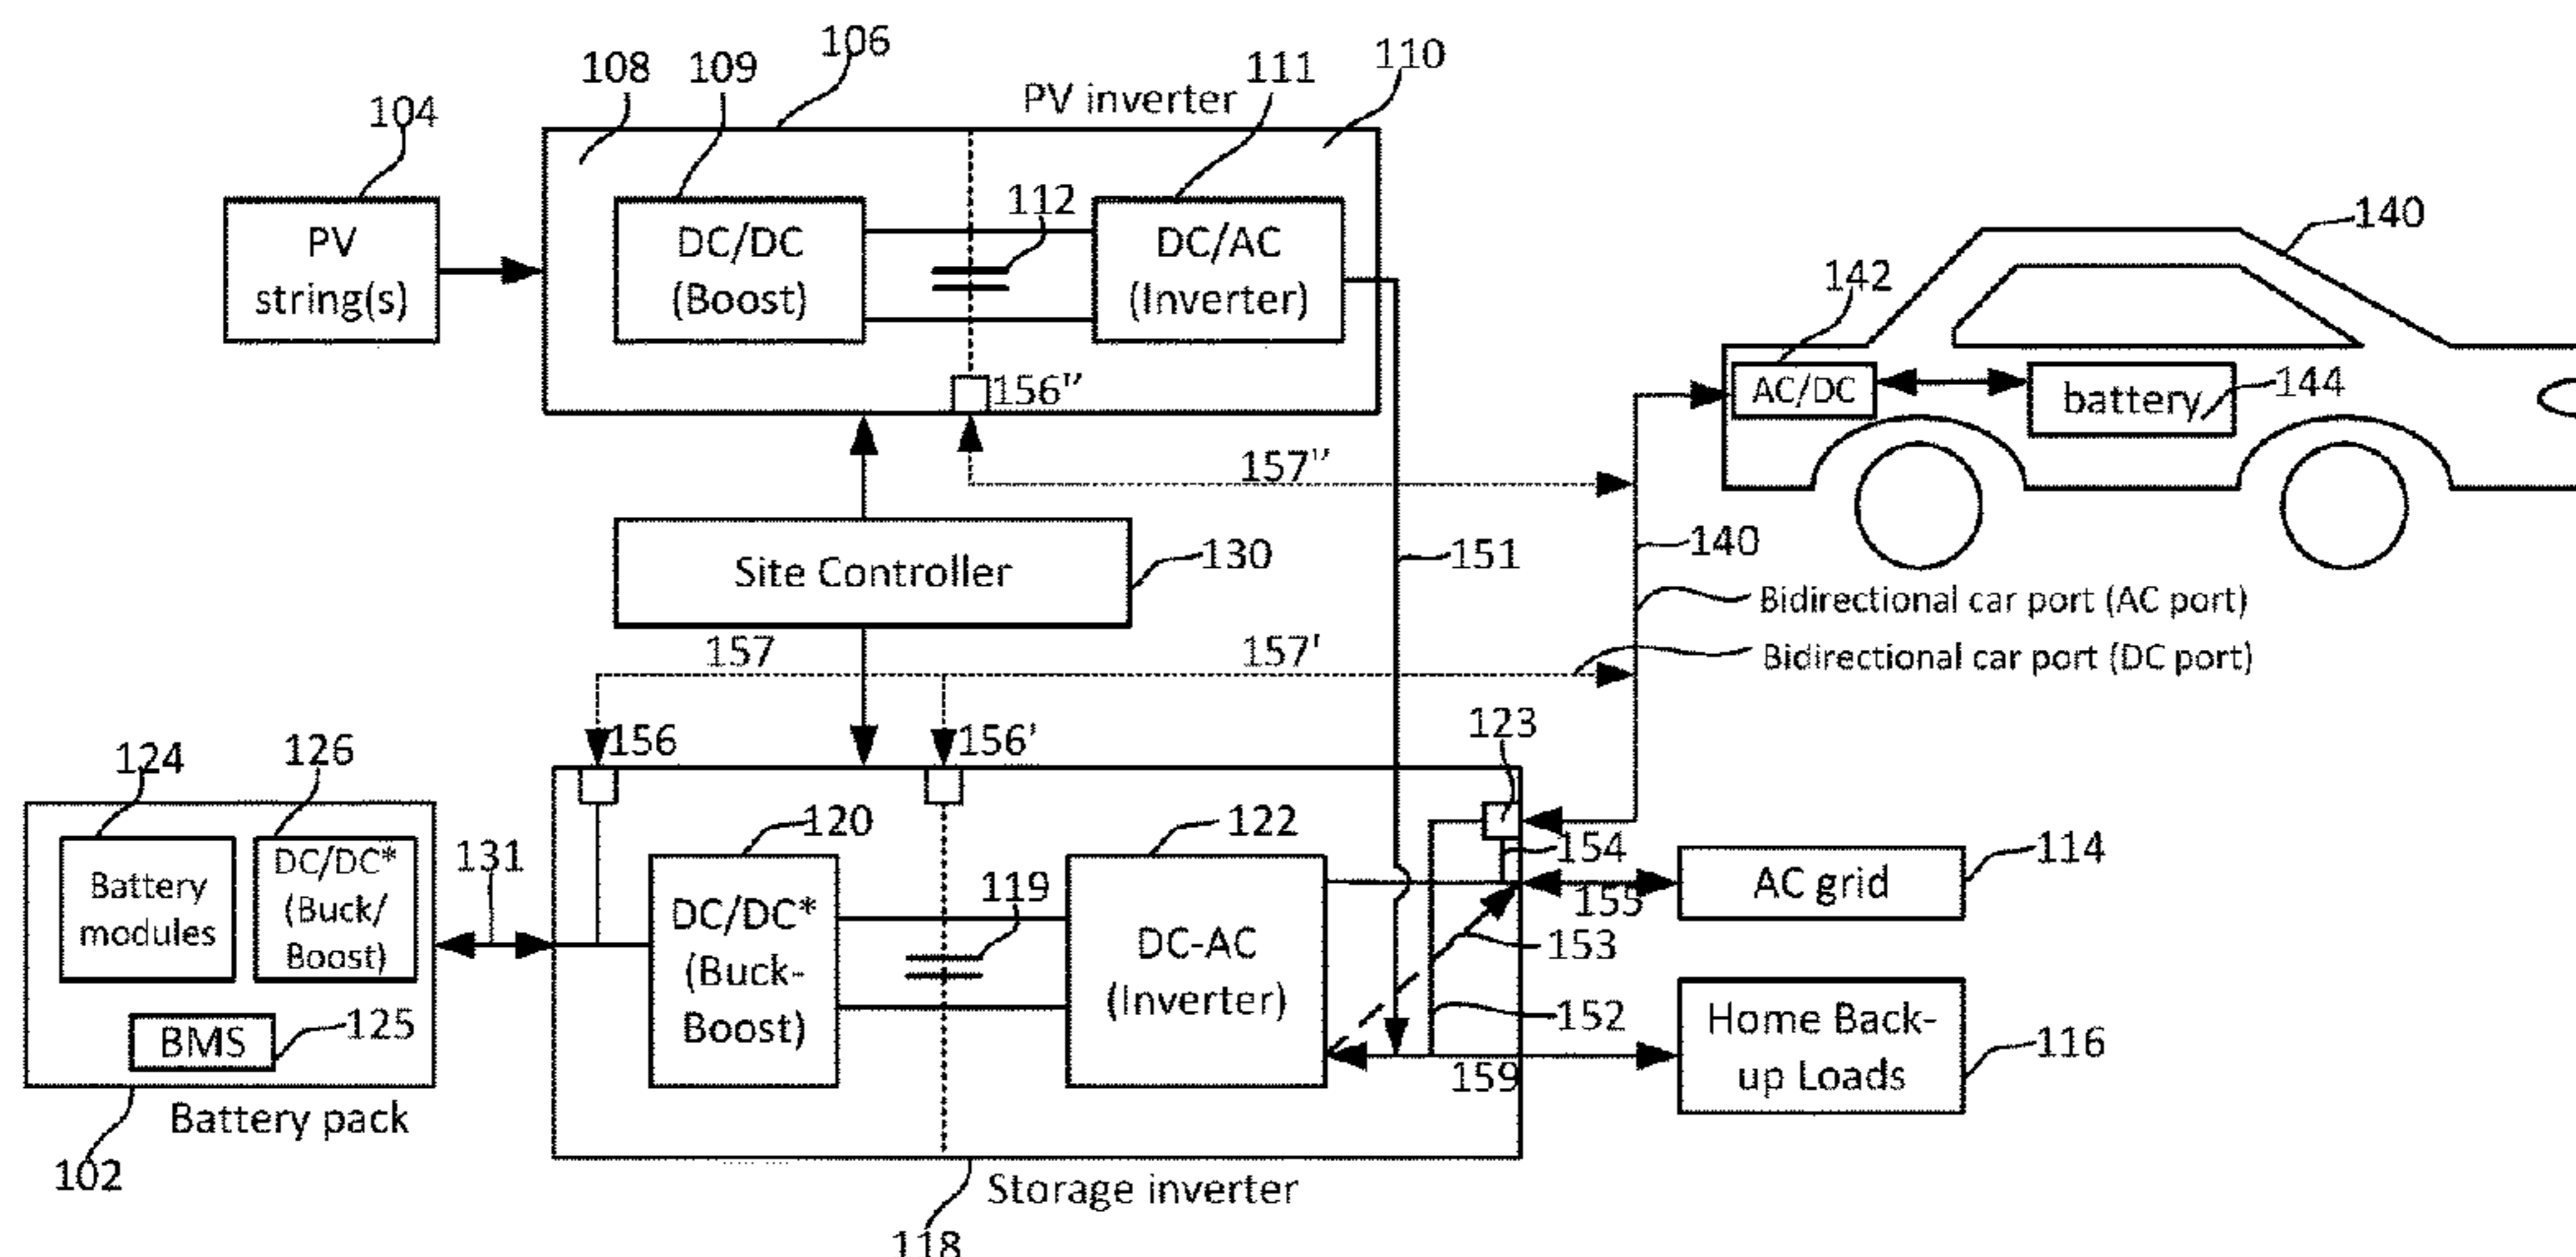 106
108
109
PV inverter
111
110
104
112
PV
string(s)
DC/DC
(Boost)
DC/AC
(Inverter)
156"
140
142
AC/DC
battery
144
157"
Site Controller
130
151
140
Bidirectional car port (AC port)
157
157'
Bidirectional car port (DC port)
124
126
156
156'
123
Battery
modules
DC/DC*
(Buck/
Boost)
BMS
125
131
120
DC/DC*
(Buck-
Boost)
119
122
DC-AC
(Inverter)
154
AC grid
114
155
153
152
Home Back-
up Loads
116
159
Battery pack
102
Storage inverter
118